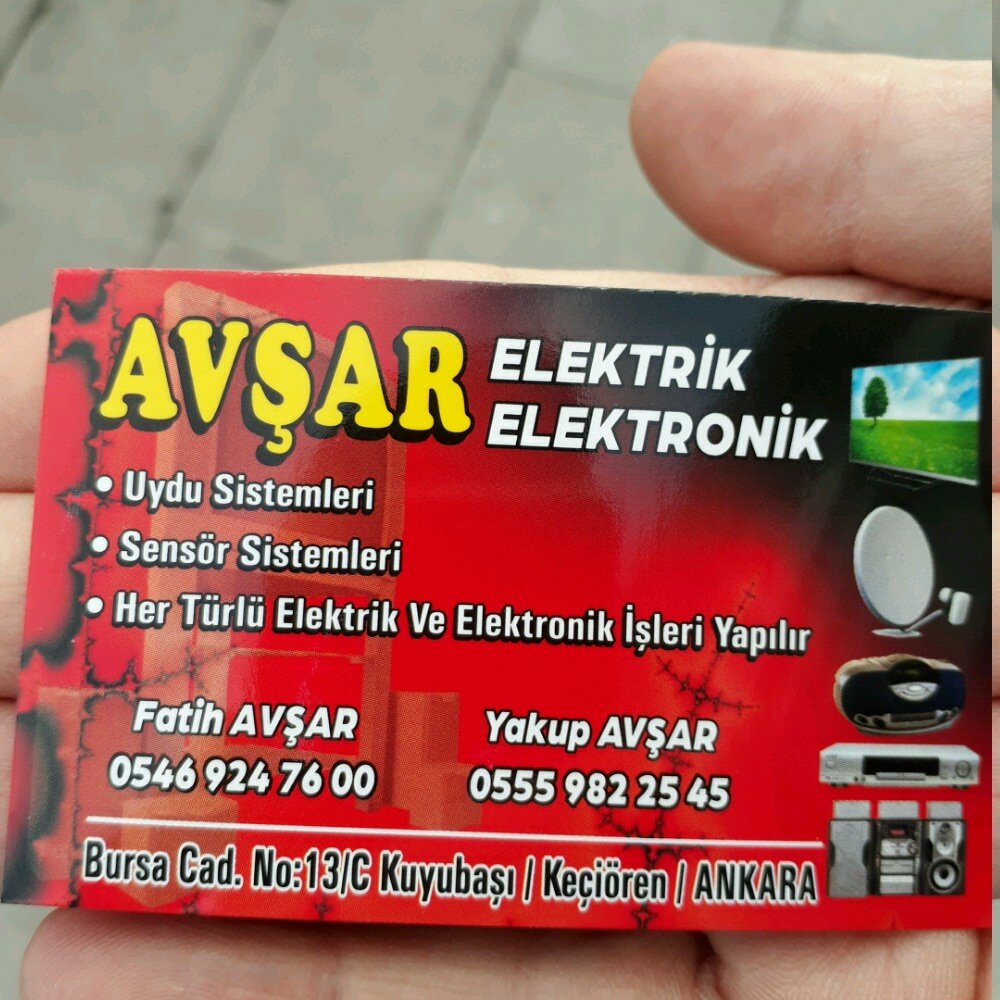 AVŞAR ELEKTRİK
ELEKTRONİK
• Uydu Sistemleri
• Sensör Sistemleri
• Her Türlü Elektrik Ve Elektronik İşleri Yapılır
Fatih AVŞAR
0546 924 76 00
Yakup AVŞAR
0555 982 25 45
Bursa Cad. No:13/C Kuyubaşı / Keçiören / ANKARA